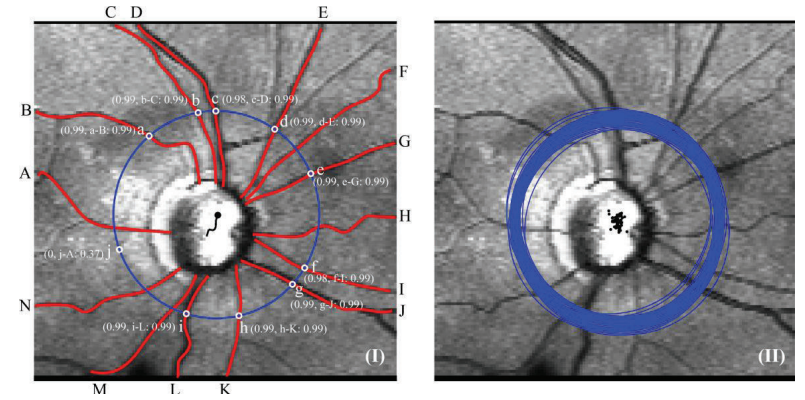 C D E
F
B
b
(0.99, b-C: 0.99)
c
(0.98, c-D: 0.99)
a
(0.99, a-B: 0.99)
d
(0.99, d-E: 0.99)
G
A
e
(0.99, e-G: 0.99)
H
j
(0, j-A: 0.37)
f
(0.98, f-I: 0.99)
I
g
(0.99, g-J: 0.99)
J
N
i
(0.99, i-L: 0.99)
h
(0.99, h-K: 0.99)
(I)
(II)
M L K